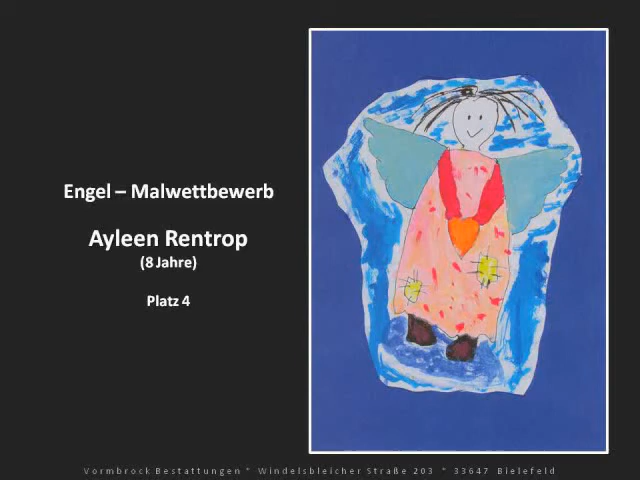 Engel – Malwettbewerb
Ayleen Rentrop
(8 Jahre)
Platz 4
Vormbrock Bestattungen * Windelsbleicher Straße 203 * 33647 Bielefeld